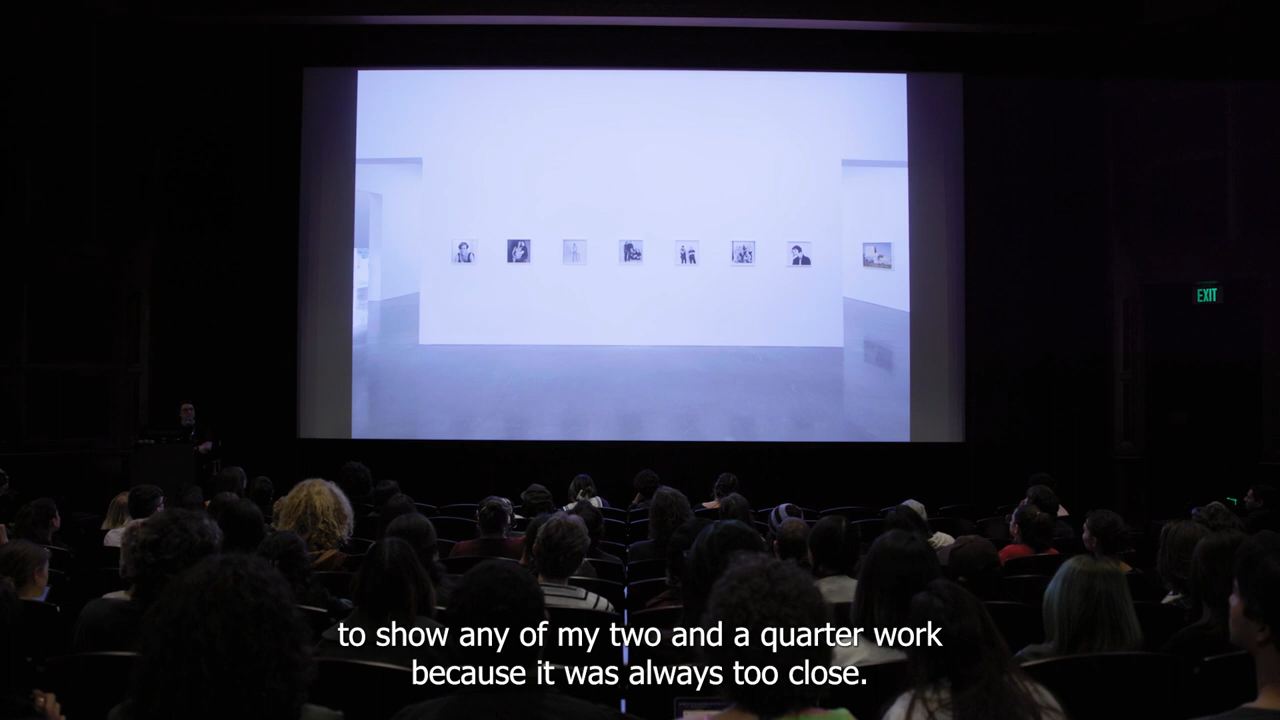 EXIT
to show any of my two and a quarter work
because it was always too close.